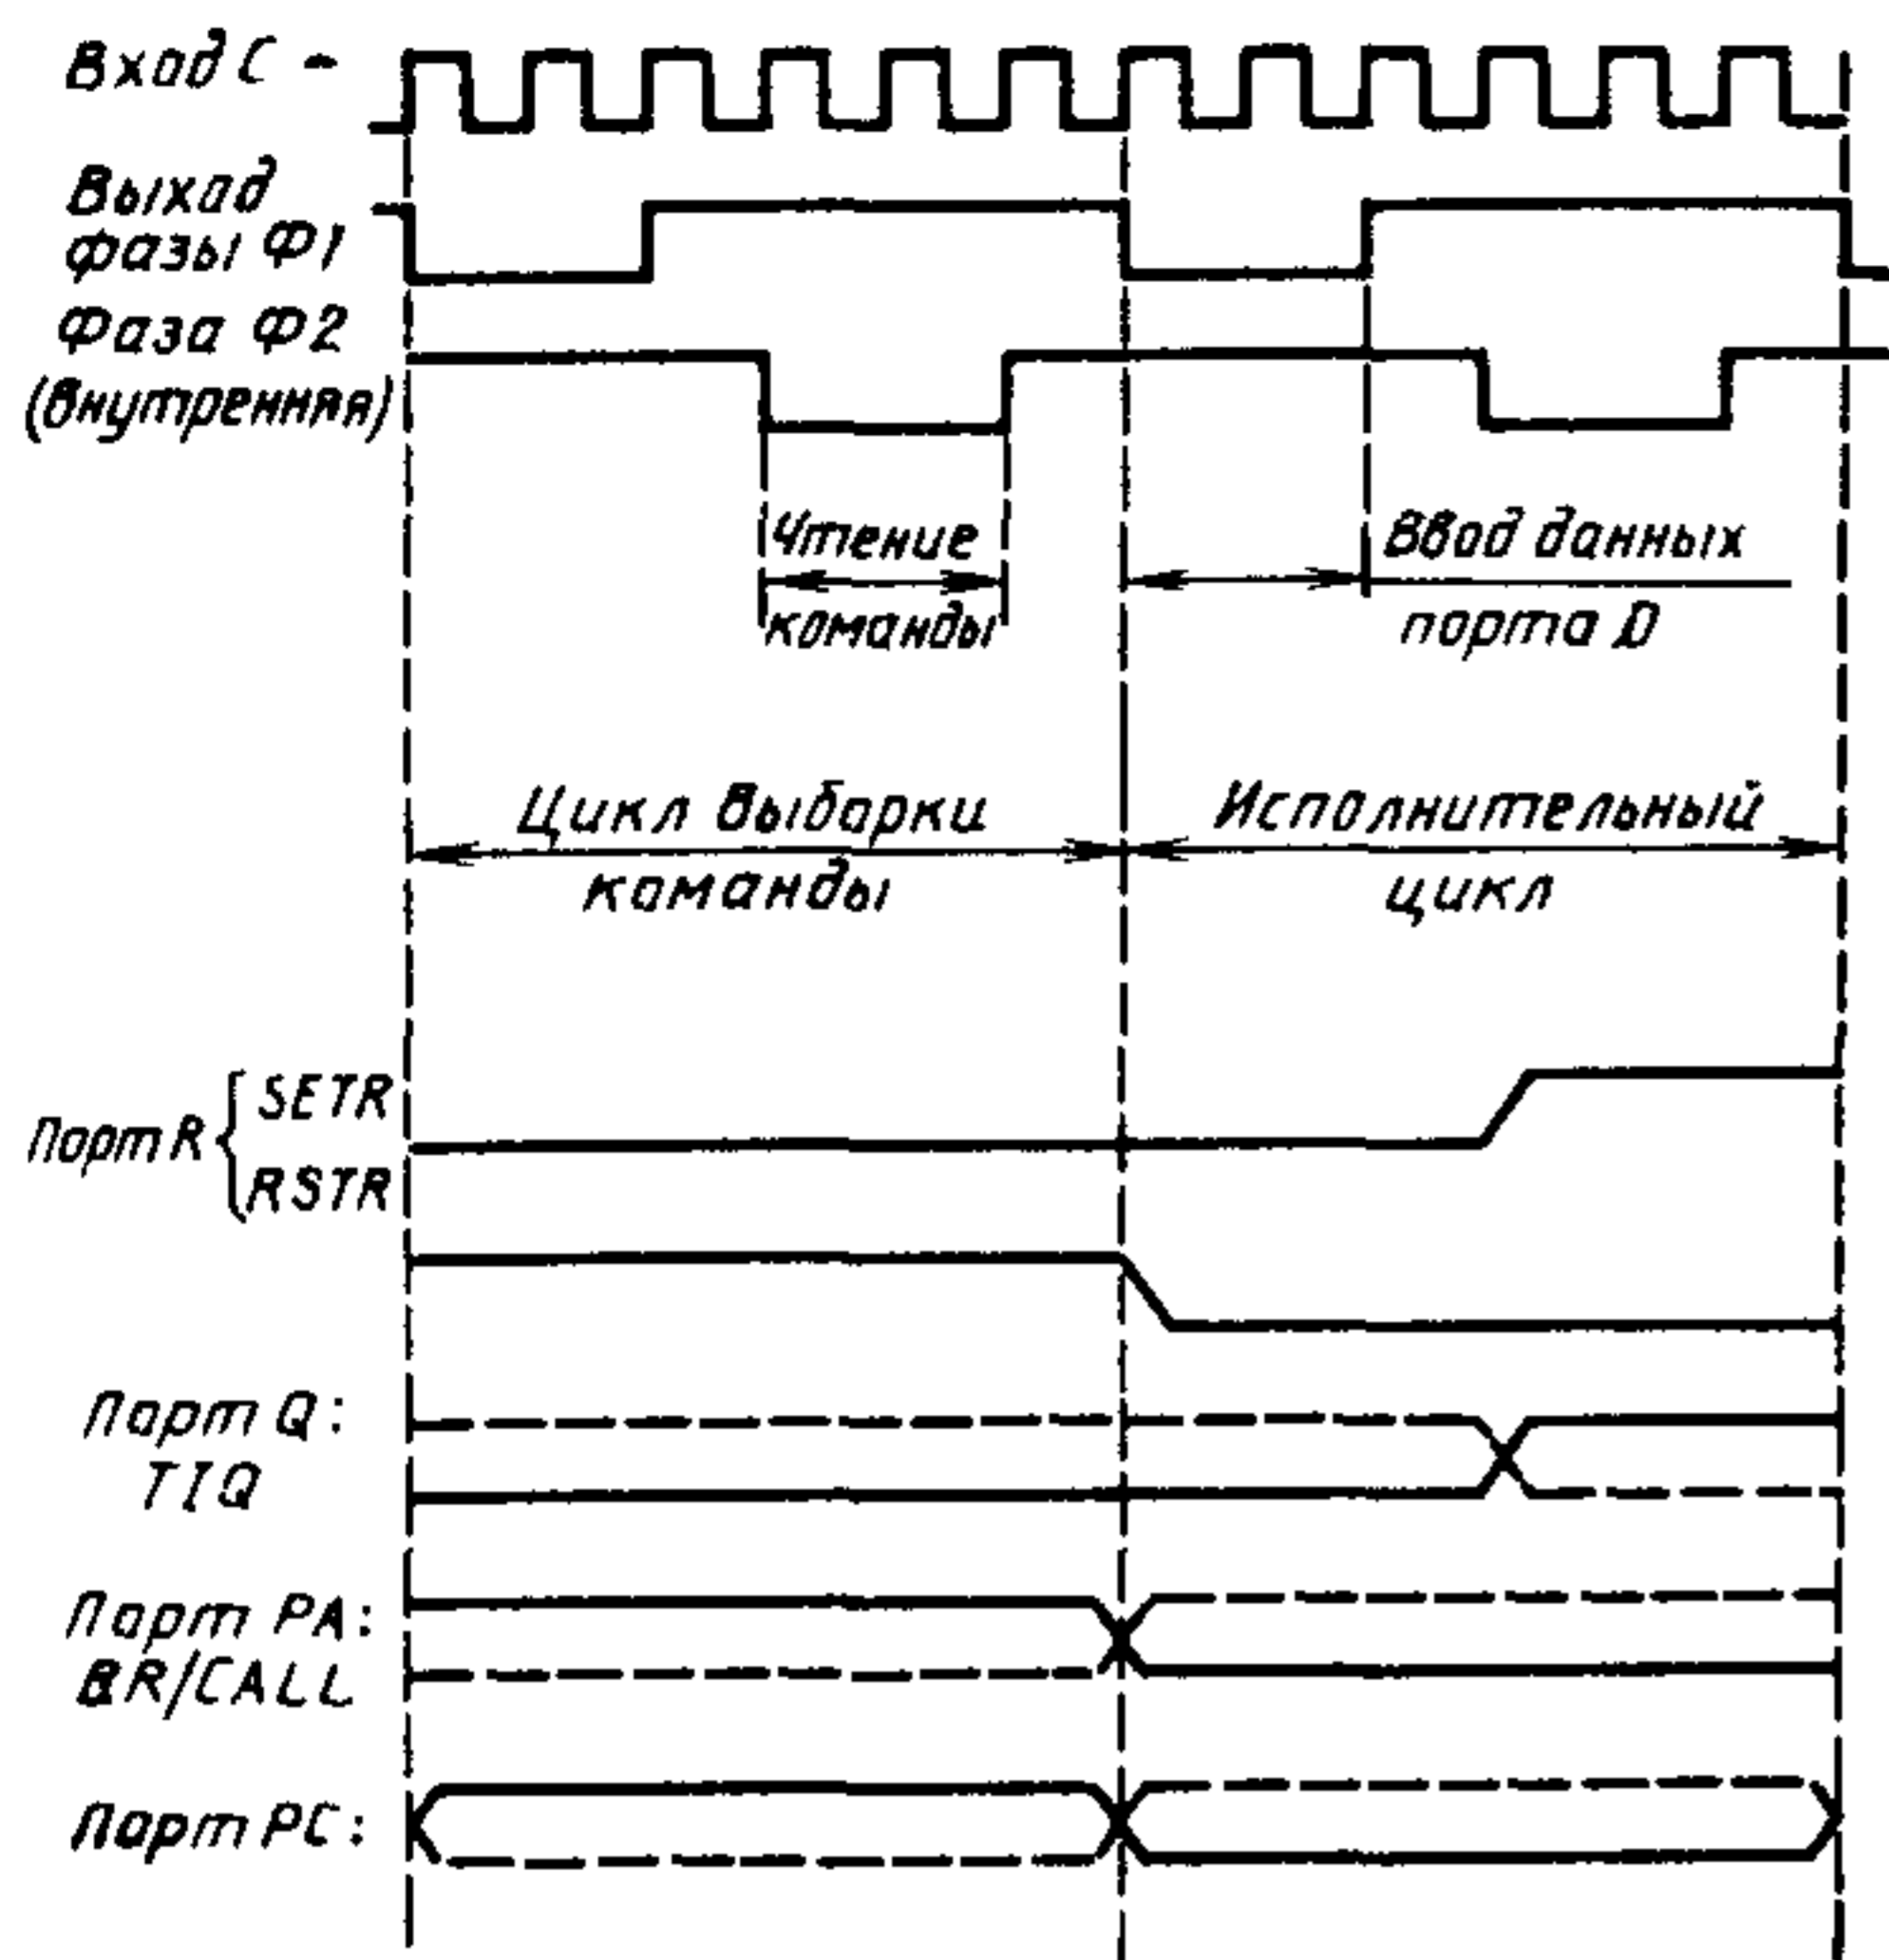 Вход C
Выход
фазы Ф1
Фаза Ф2
(внутренняя)
Чтение
команды
Ввод данных
порта D
Цикл выборки
команды
Исполнительный
цикл
Порт R
SETR
RSTR
Порт Q:
TIQ
Порт PA:
BR/CALL
Порт PC: